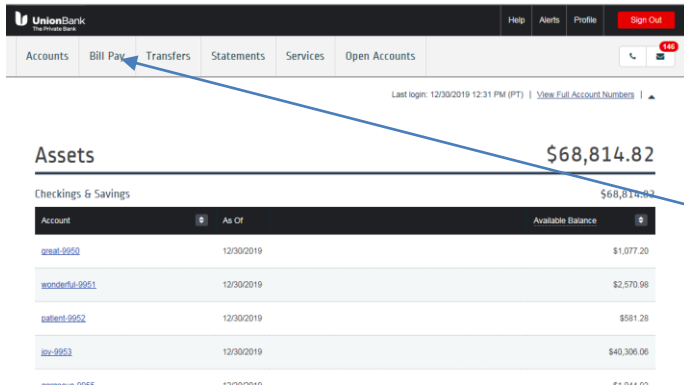 UnionBank
The Private Bank
Help Alerts Profile Sign Out
Accounts Bill Pay Transfers Statements Services Open Accounts
146
Last login: 12/30/2019 12:31 PM (PT) | View Full Account Numbers |
Assets $68,814.82
Checkings & Savings $68,814.82
Account As Of Available Balance
great-9950 12/30/2019 $1,077.20
wonderful-9951 12/30/2019 $2,570.98
patient-9952 12/30/2019 $581.28
joy-9953 12/30/2019 $40,306.06